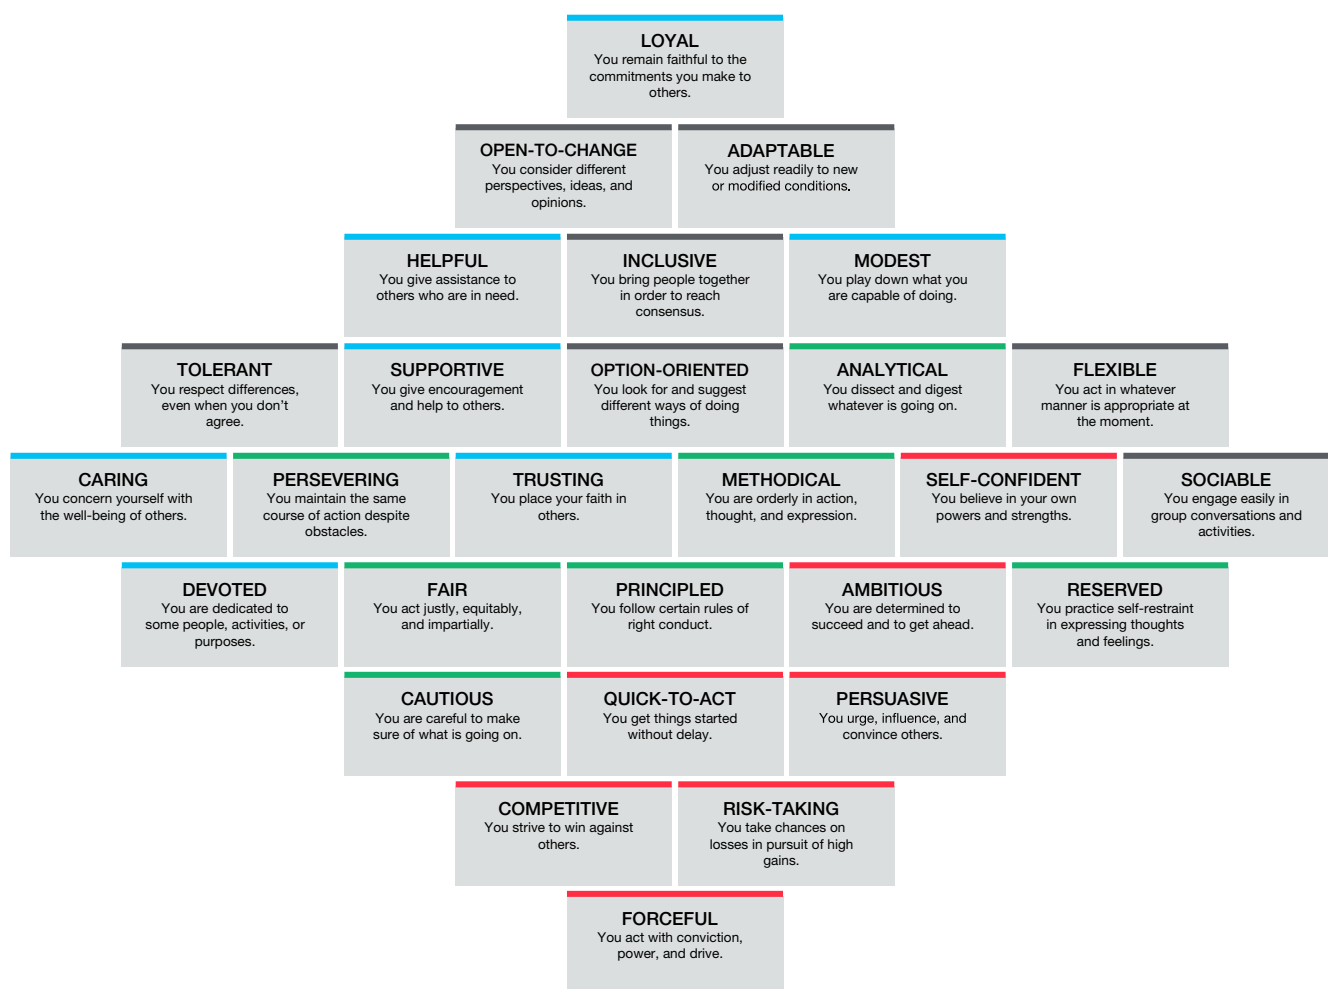 LOYAL
You remain faithful to the
commitments you make to
others.
OPEN-TO-CHANGE
You consider different
perspectives, ideas, and
opinions.
ADAPTABLE
You adjust readily to new
or modified conditions.
HELPFUL
You give assistance to
others who are in need.
INCLUSIVE
You bring people together
in order to reach
consensus.
MODEST
You play down what you
are capable of doing.
TOLERANT
You respect differences,
even when you don't
agree.
SUPPORTIVE
You give encouragement
and help to others.
OPTION-ORIENTED
You look for and suggest
different ways of doing
things.
ANALYTICAL
You dissect and digest
whatever is going on.
FLEXIBLE
You act in whatever
manner is appropriate at
the moment.
CARING
You concern yourself with
the well-being of others.
PERSEVERING
You maintain the same
course of action despite
obstacles.
TRUSTING
You place your faith in
others.
METHODICAL
You are orderly in action,
thought, and expression.
SELF-CONFIDENT
You believe in your own
powers and strengths.
SOCIABLE
You engage easily in
group conversations and
activities.
DEVOTED
You are dedicated to
some people, activities, or
purposes.
FAIR
You act justly, equitably,
and impartially.
PRINCIPLED
You follow certain rules of
right conduct.
AMBITIOUS
You are determined to
succeed and to get ahead.
RESERVED
You practice self-restraint
in expressing thoughts
and feelings.
CAUTIOUS
You are careful to make
sure of what is going on.
QUICK-TO-ACT
You get things started
without delay.
PERSUASIVE
You urge, influence, and
convince others.
COMPETITIVE
You strive to win against
others.
RISK-TAKING
You take chances on
losses in pursuit of high
gains.
FORCEFUL
You act with conviction,
power, and drive.